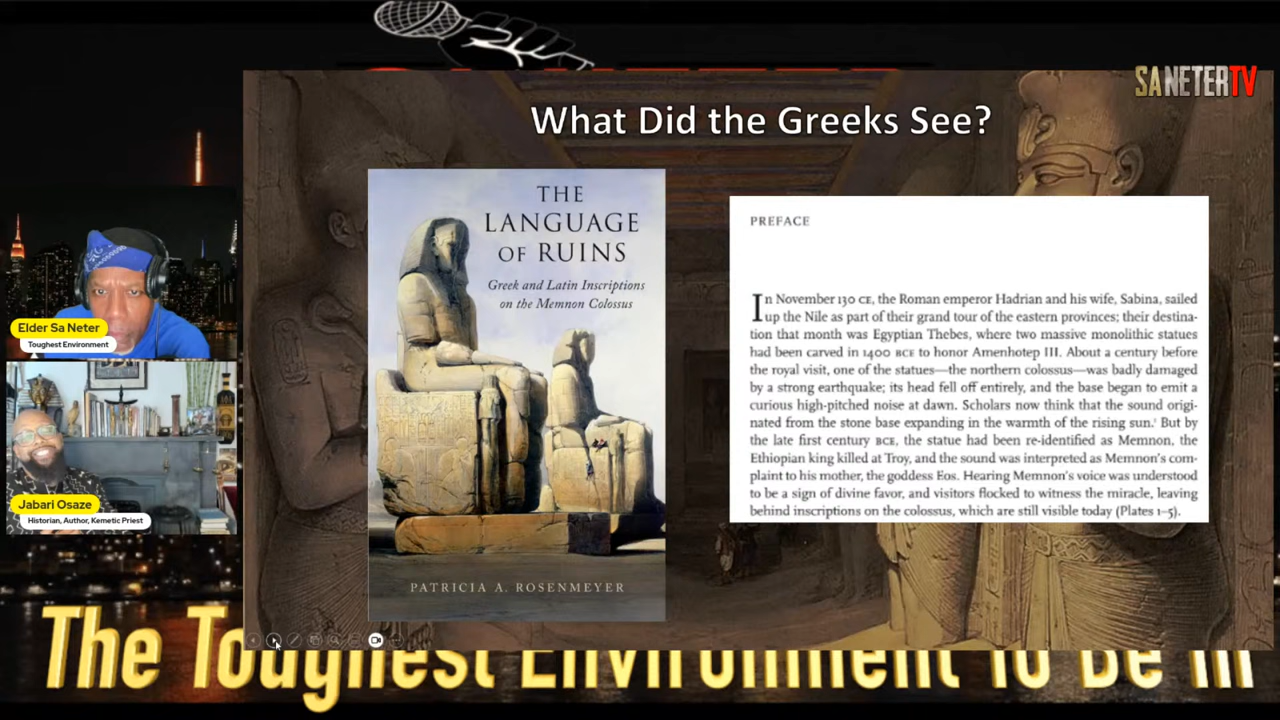 SANETERTV
What Did the Greeks See?
THE
LANGUAGE
OF RUINS
Greek and Latin Inscriptions
on the Memnon Colossus
PATRICIA A. ROSENMEYER
PREFACE
In November 130 CE, the Roman emperor Hadrian and his wife, Sabina, sailed
up the Nile as part of their grand tour of the eastern provinces; their destina-
tion that month was Egyptian Thebes, where two massive monolithic statues
had been carved in 1400 BCE to honor Amenhotep III. About a century before
the royal visit, one of the statues—the northern colossus—was badly damaged
by a strong earthquake; its head fell off entirely, and the base began to emit a
curious high-pitched noise at dawn. Scholars now think that the sound origi-
nated from the stone base expanding in the warmth of the rising sun.¹ But by
the late first century BCE, the statue had been re-identified as Memnon, the
Ethiopian king killed at Troy, and the sound was interpreted as Memnon's com-
plaint to his mother, the goddess Eos. Hearing Memnon's voice was understood
to be a sign of divine favor, and visitors flocked to witness the miracle, leaving
behind inscriptions on the colossus, which are still visible today (Plates 1–5).
Elder Sa Neter
Toughest Environment
Jabari Osaze
Historian, Author, Kemetic Priest
The Toughest Environment To Be In